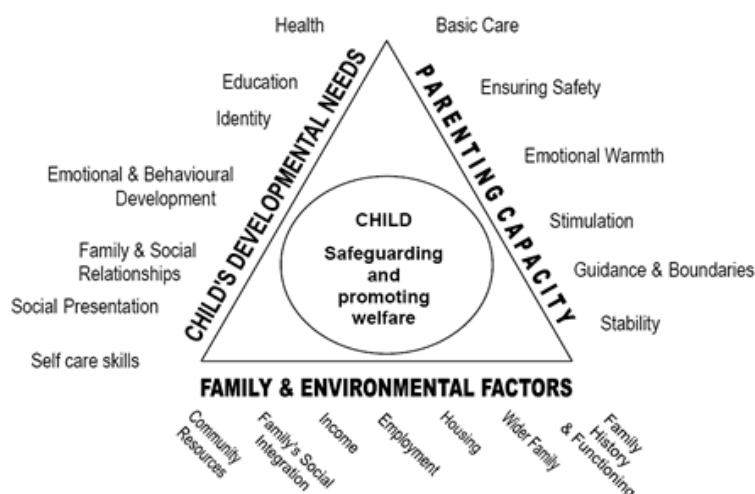 Health
Basic Care
Education
Ensuring Safety
Identity
Emotional Warmth
Emotional & Behavioural
Development
Stimulation
Family & Social
Relationships
Guidance & Boundaries
Social Presentation
Stability
Self care skills
CHILD'S DEVELOPMENTAL NEEDS
PARENTING CAPACITY
CHILD
Safeguarding
and
promoting
welfare
FAMILY & ENVIRONMENTAL FACTORS
Community
Resources
Family's Social
Integration
Income
Employment
Housing
Wider Family
Family
History
& Functioning